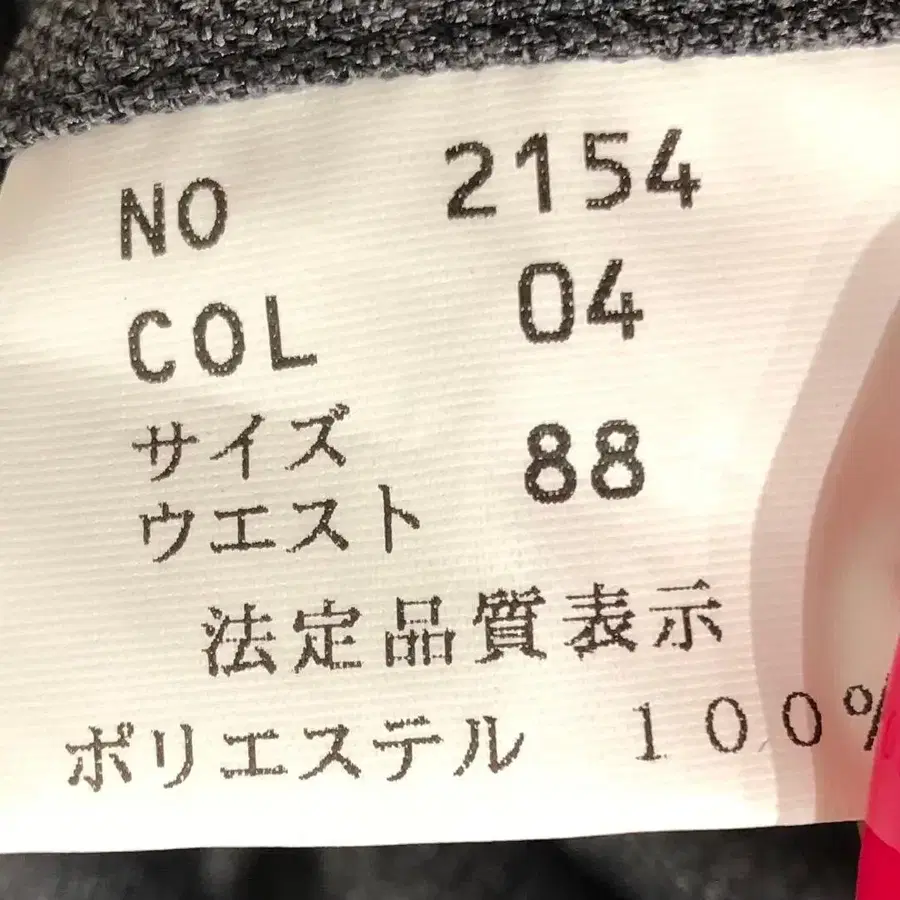 NO 2154
COL 04
サイズ
ウエスト 88
法定品質表示
ポリエステル 100%